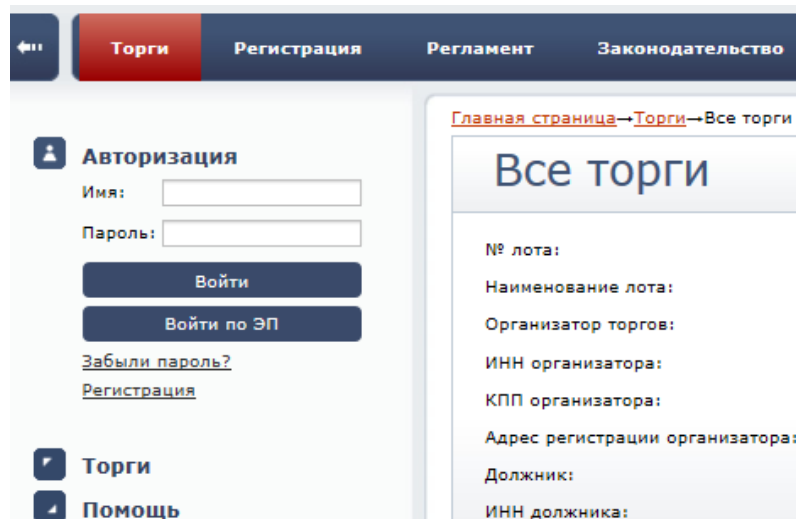 Торги Регистрация Регламент Законодательство
Авторизация
Имя:
Пароль:
Войти
Войти по ЭП
Забыли пароль?
Регистрация
Торги
Помощь
Главная страница→Торги→Все торги
Все торги
№ лота:
Наименование лота:
Организатор торгов:
ИНН организатора:
КПП организатора:
Адрес регистрации организатора:
Должник:
ИНН должника: